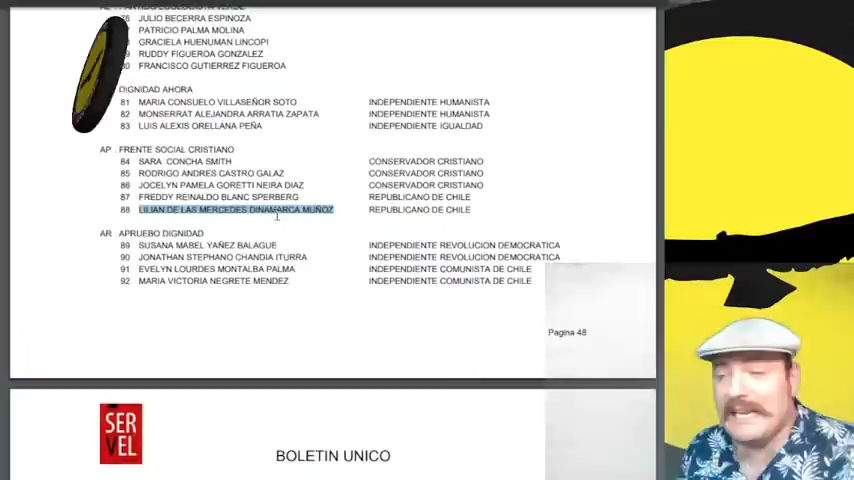 76 JULIO BECERRA ESPINOZA
PATRICIO PALMA MOLINA
GRACIELA HUENUMAN LINCOPI
RUDDY FIGUEROA GONZALEZ
FRANCISCO GUTIERREZ FIGUEROA
DIGNIDAD AHORA
81 MARIA CONSUELO VILLASEÑOR SOTO INDEPENDIENTE HUMANISTA
82 MONSERRAT ALEJANDRA ARRATIA ZAPATA INDEPENDIENTE HUMANISTA
83 LUIS ALEXIS ORELLANA PEÑA INDEPENDIENTE IGUALDAD
AP . FRENTE SOCIAL CRISTIANO
84 SARA CONCHA SMITH CONSERVADOR CRISTIANO
85 RODRIGO ANDRES CASTRO GALAZ CONSERVADOR CRISTIANO
86 JOCELYN PAMELA GORETTI NEIRA DIAZ CONSERVADOR CRISTIANO
87 FREDDY REINALDO BLANC SPERBERG REPUBLICANO DE CHILE
88 LILIAN DE LAS MERCEDES DINAMARCA MUÑOZ REPUBLICANO DE CHILE
AR . APRUEBO DIGNIDAD
89 SUSANA MABEL YAÑEZ BALAGUE INDEPENDIENTE REVOLUCION DEMOCRATICA
90 JONATHAN STEPHANO CHANDIA ITURRA INDEPENDIENTE REVOLUCION DEMOCRATICA
91 EVELYN LOURDES MONTALBA PALMA INDEPENDIENTE COMUNISTA DE CHILE
92 MARIA VICTORIA NEGRETE MENDEZ INDEPENDIENTE COMUNISTA DE CHILE
Pagina 48
SER
VEL
BOLETIN UNICO